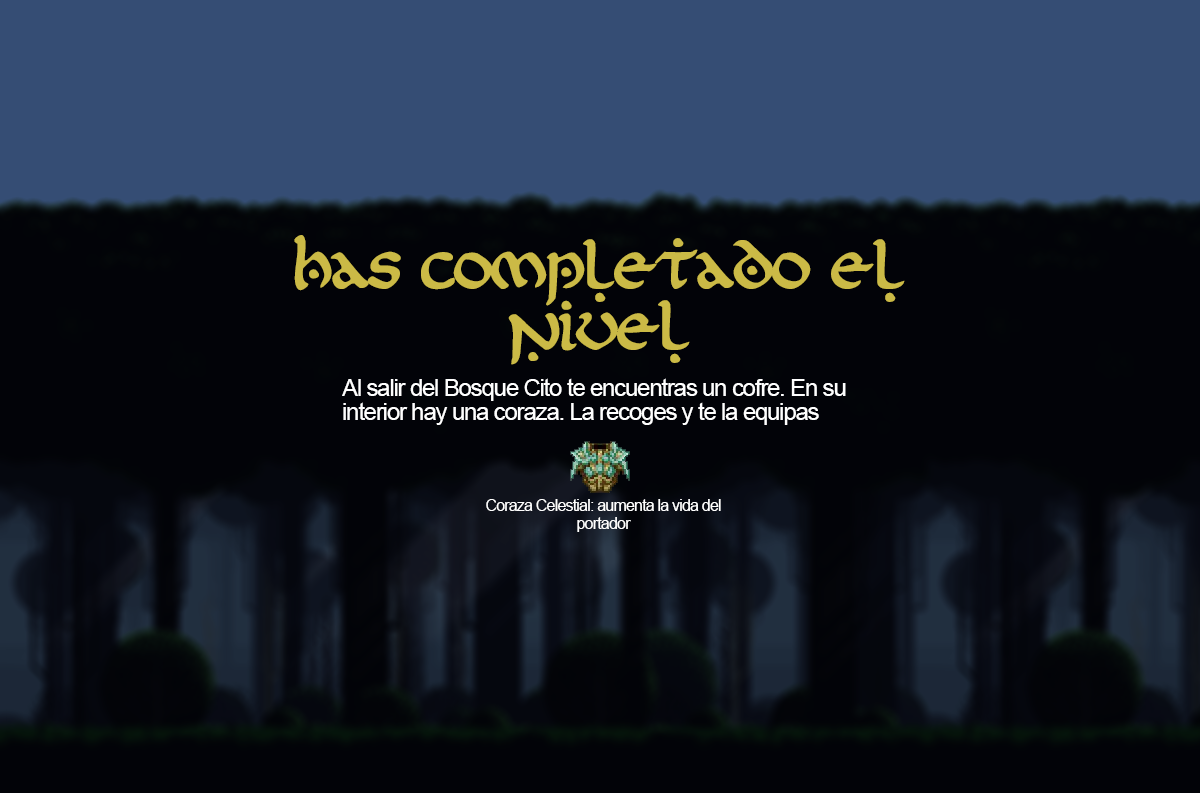 has completado el
nivel
Al salir del Bosque Cito te encuentras un cofre. En su
interior hay una coraza. La recoges y te la equipas
Coraza Celestial: aumenta la vida del
portador